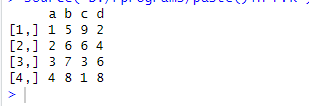 a b c d
[1,] 1 5 9 2
[2,] 2 6 6 4
[3,] 3 7 3 6
[4,] 4 8 1 8
>